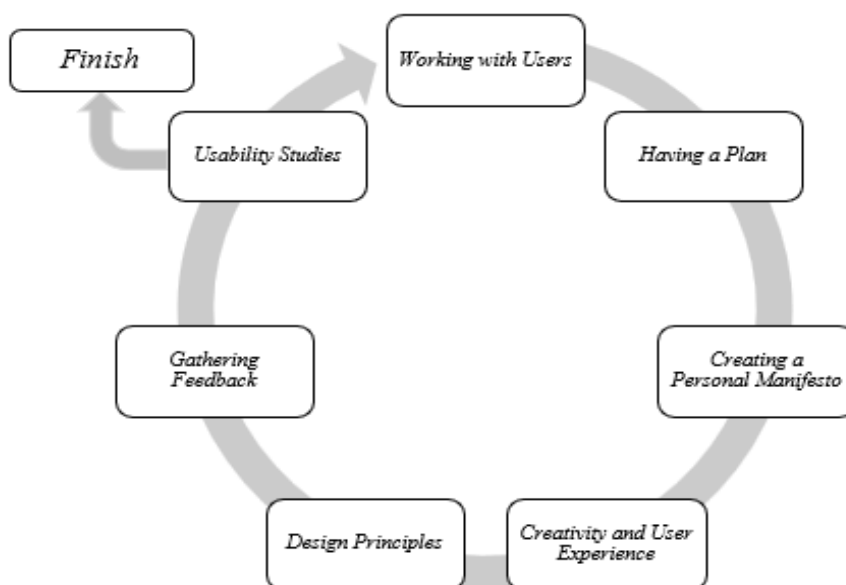 Finish
Working with Users
Usability Studies
Having a Plan
Gathering
Feedback
Creating a
Personal Manifesto
Design Principles
Creativity and User
Experience